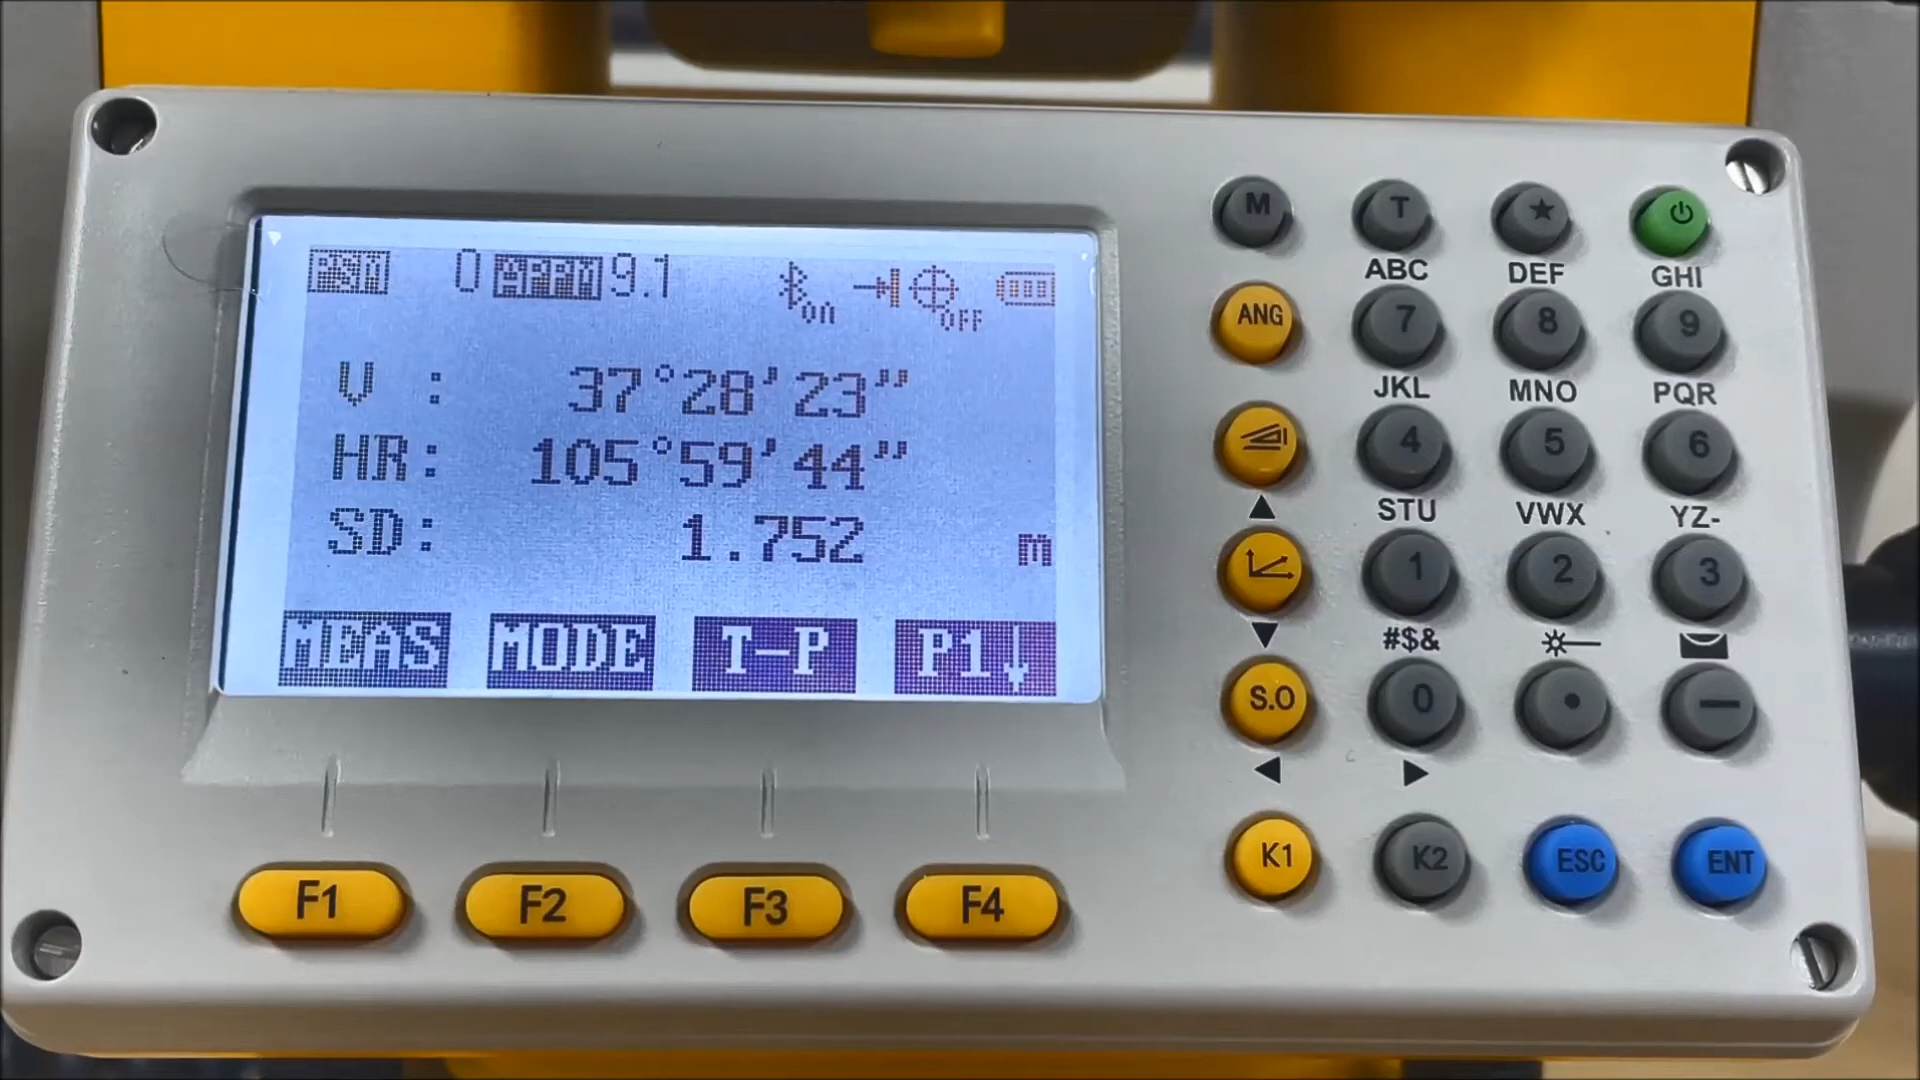 PSM 0 APPM 9.1 on OFF
V : 37°28'23"
HR: 105°59'44"
SD: 1.752 m
MEAS MODE T-P P1↓
F1 F2 F3 F4
M T ★
ABC DEF GHI
ANG 7 8 9
JKL MNO PQR
4 5 6
STU VWX YZ-
1 2 3
#$&
S.O 0 • —
K1 K2 ESC ENT